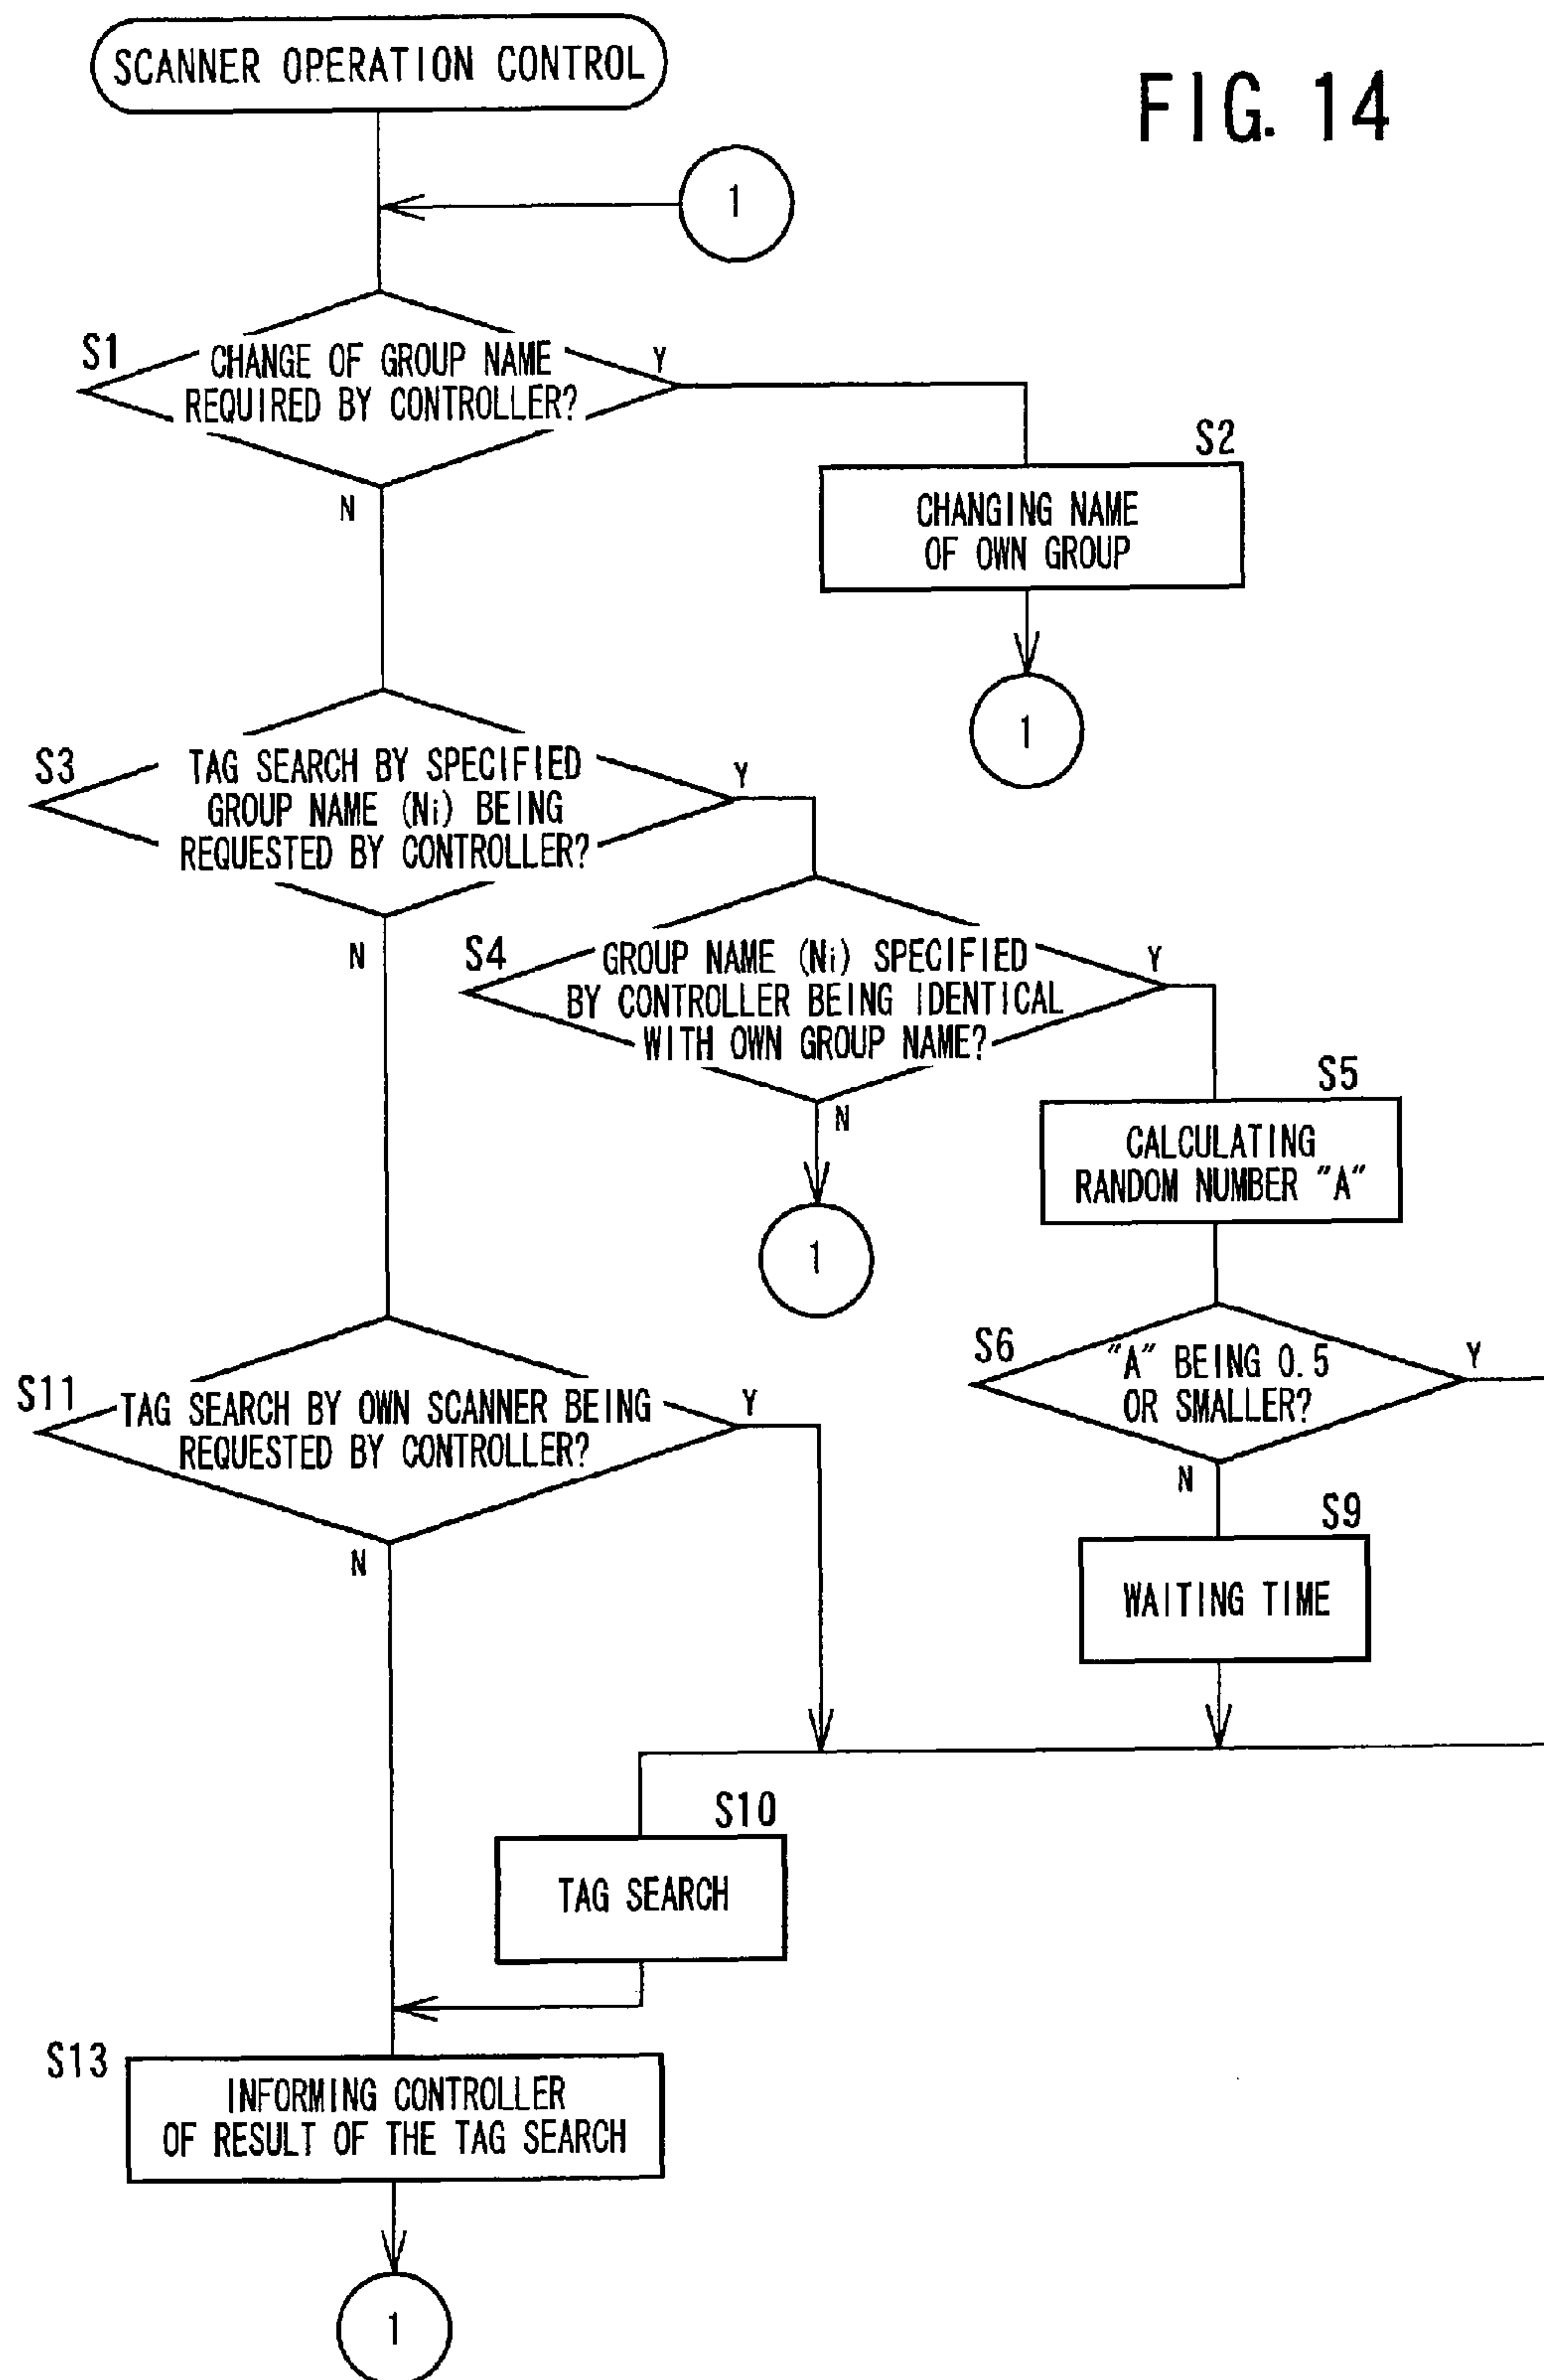 SCANNER OPERATION CONTROL
FIG. 14
1
S1
CHANGE OF GROUP NAME
REQUIRED BY CONTROLLER?
Y
N
S2
CHANGING NAME
OF OWN GROUP
1
S3
TAG SEARCH BY SPECIFIED
GROUP NAME (Ni) BEING
REQUESTED BY CONTROLLER?
Y
N
S4
GROUP NAME (Ni) SPECIFIED
BY CONTROLLER BEING IDENTICAL
WITH OWN GROUP NAME?
Y
N
1
S5
CALCULATING
RANDOM NUMBER "A"
S6
"A" BEING 0.5
OR SMALLER?
Y
N
S9
WAITING TIME
S11
TAG SEARCH BY OWN SCANNER BEING
REQUESTED BY CONTROLLER?
Y
N
S10
TAG SEARCH
S13
INFORMING CONTROLLER
OF RESULT OF THE TAG SEARCH
1